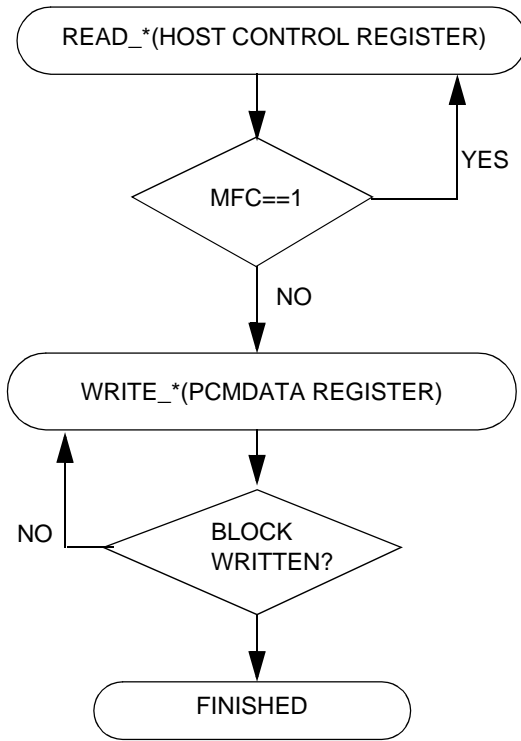 READ_*(HOST CONTROL REGISTER)
YES
MFC==1
NO
WRITE_*(PCMDATA REGISTER)
NO
BLOCK
WRITTEN?
FINISHED